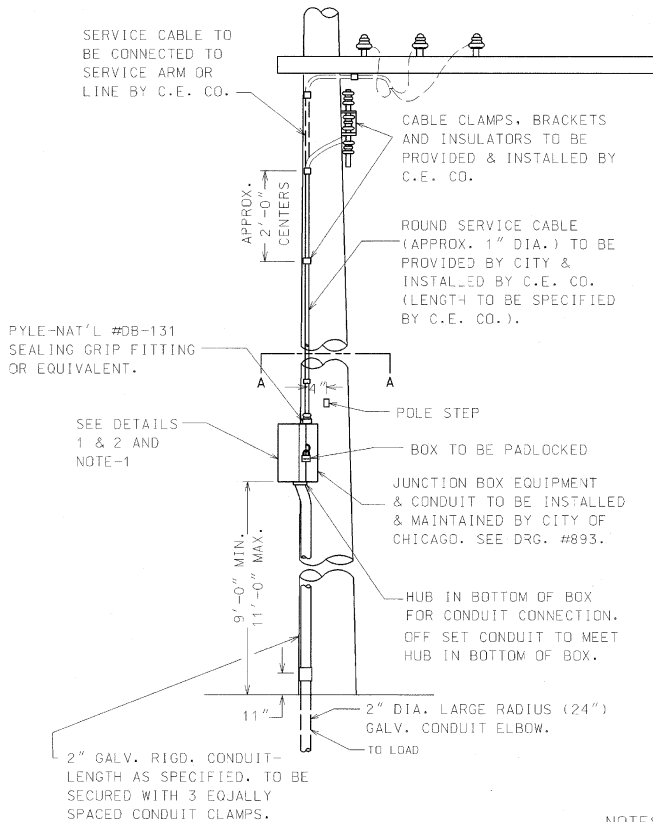 SERVICE CABLE TO
BE CONNECTED TO
SERVICE ARM OR
LINE BY C.E. CO.
CABLE CLAMPS, BRACKETS
AND INSULATORS TO BE
PROVIDED & INSTALLED BY
C.E. CO.
APPROX.
2'-0"
CENTERS
ROUND SERVICE CABLE
(APPROX. 1" DIA.) TO BE
PROVIDED BY CITY &
INSTALLED BY C.E. CO.
(LENGTH TO BE SPECIFIED
BY C.E. CO.).
PYLE-NAT'L #DB-131
SEALING GRIP FITTING
OR EQUIVALENT.
A
A
4"
POLE STEP
SEE DETAILS
1 & 2 AND
NOTE-1
BOX TO BE PADLOCKED
JUNCTION BOX EQUIPMENT
& CONDUIT TO BE INSTALLED
& MAINTAINED BY CITY OF
CHICAGO. SEE DRG. #893.
9'-0" MIN.
11'-0" MAX.
HUB IN BOTTOM OF BOX
FOR CONDUIT CONNECTION.
OFF SET CONDUIT TO MEET
HUB IN BOTTOM OF BOX.
11"
2" DIA. LARGE RADIUS (24")
GALV. CONDUIT ELBOW.
TO LOAD
2" GALV. RIGD. CONDUIT-
LENGTH AS SPECIFIED. TO BE
SECURED WITH 3 EQUALLY
SPACED CONDUIT CLAMPS.
NOTES